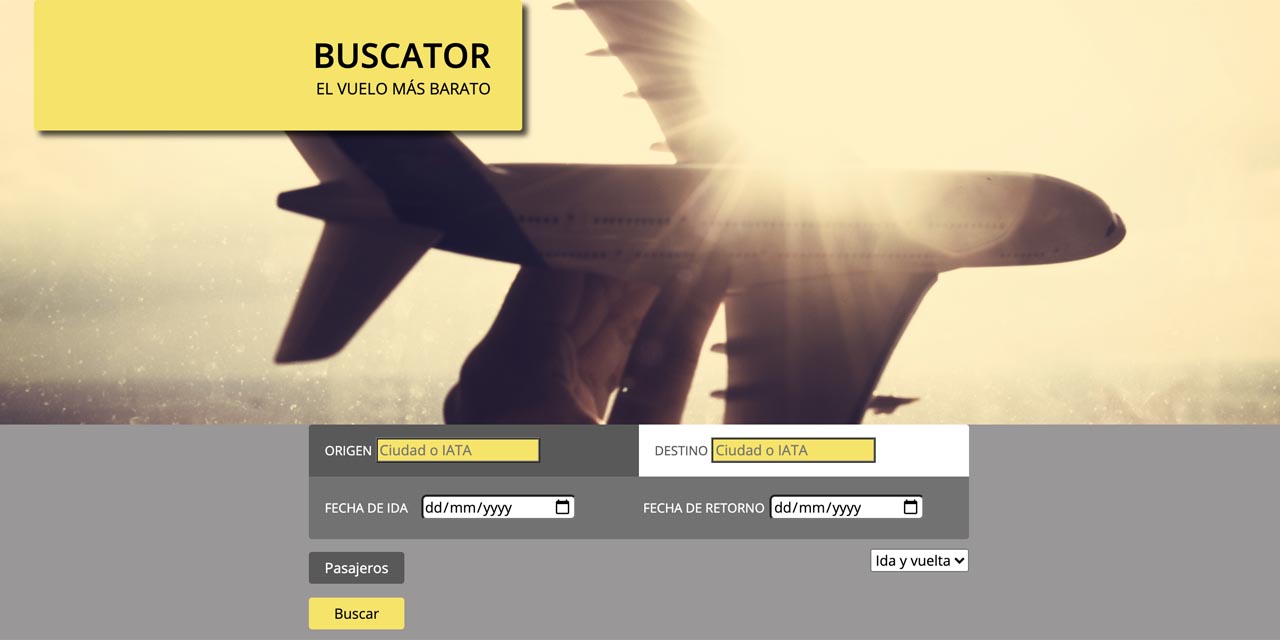 BUSCATOR
EL VUELO MÁS BARATO
ORIGEN Ciudad o IATA DESTINO Ciudad o IATA
FECHA DE IDA dd/mm/yyyy FECHA DE RETORNO dd/mm/yyyy
Pasajeros Ida y vuelta
Buscar